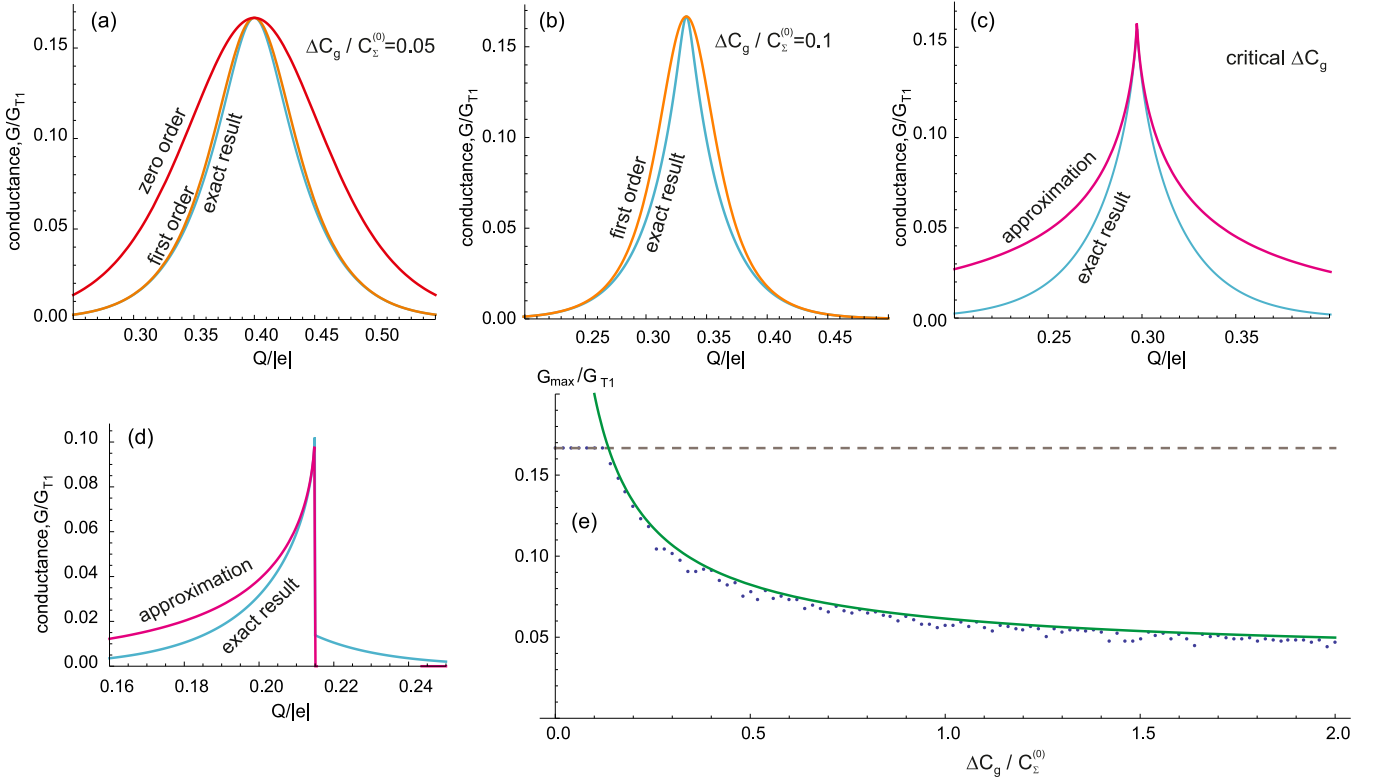 (a)
ΔC_g / C_Σ^(0)=0.05
conductance,G/G_T1
0.15
0.10
0.05
0.00
zero order
first order
exact result
0.30 0.35 0.40 0.45 0.50
Q/|e|
(b)
ΔC_g / C_Σ^(0)=0.1
conductance,G/G_T1
0.15
0.10
0.05
0.00
first order
exact result
0.25 0.30 0.33 0.40 0.45
Q/|e|
(c)
critical ΔC_g
conductance,G/G_T1
0.15
0.10
0.05
0.00
approximation
exact result
0.25 0.30 0.35
Q/|e|
(d)
conductance,G/G_T1
0.10
0.08
0.06
0.04
0.02
0.00
approximation
exact result
0.16 0.18 0.20 0.22 0.24
Q/|e|
G_max/G_T1
(e)
0.15
0.10
0.05
0.0 0.5 1.0 1.5 2.0
ΔC_g / C_Σ^(0)